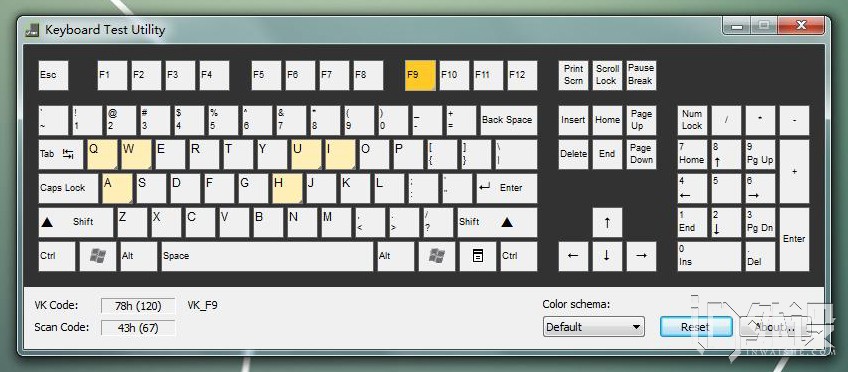 Keyboard Test Utility
Esc F1 F2 F3 F4 F5 F6 F7 F8 F9 F10 F11 F12 Print Scrn Scroll Lock Pause Break
` ~ ! 1 @ 2 # 3 $ 4 % 5 ^ 6 & 7 * 8 ( 9 ) 0 _ - + = Back Space Insert Home Page Up Num Lock / * -
Tab Q W E R T Y U I O P [ { ] } \ | Delete End Page Down 7 Home 8 ↑ 9 Pg Up +
Caps Lock A S D F G H J K L ; : ' " ↵ Enter 4 ← 5 6 →
▲ Shift Z X C V B N M , < . > / ? Shift ▲ ↑ 1 End 2 ↓ 3 Pg Dn Enter
Ctrl Alt Space Alt Ctrl ← ↓ → 0 Ins . Del
VK Code: 78h (120) VK_F9
Scan Code: 43h (67)
Color schema:
Default Reset About...
INWAISHE.COM